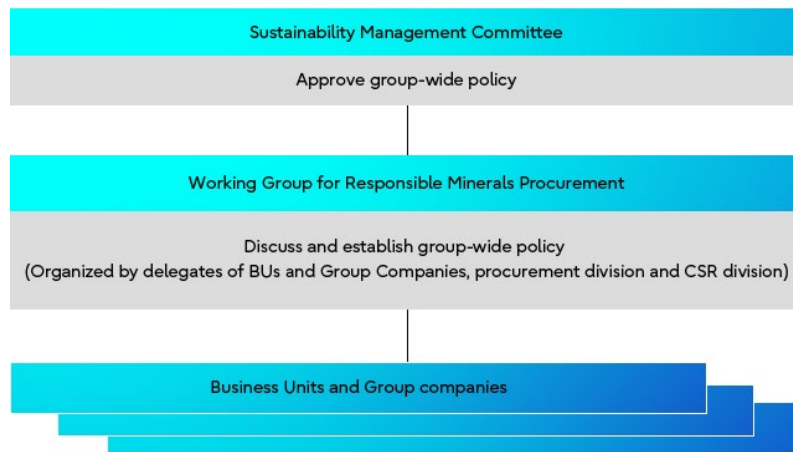 Sustainability Management Committee
Approve group-wide policy
Working Group for Responsible Minerals Procurement
Discuss and establish group-wide policy
(Organized by delegates of BUs and Group Companies, procurement division and CSR division)
Business Units and Group companies